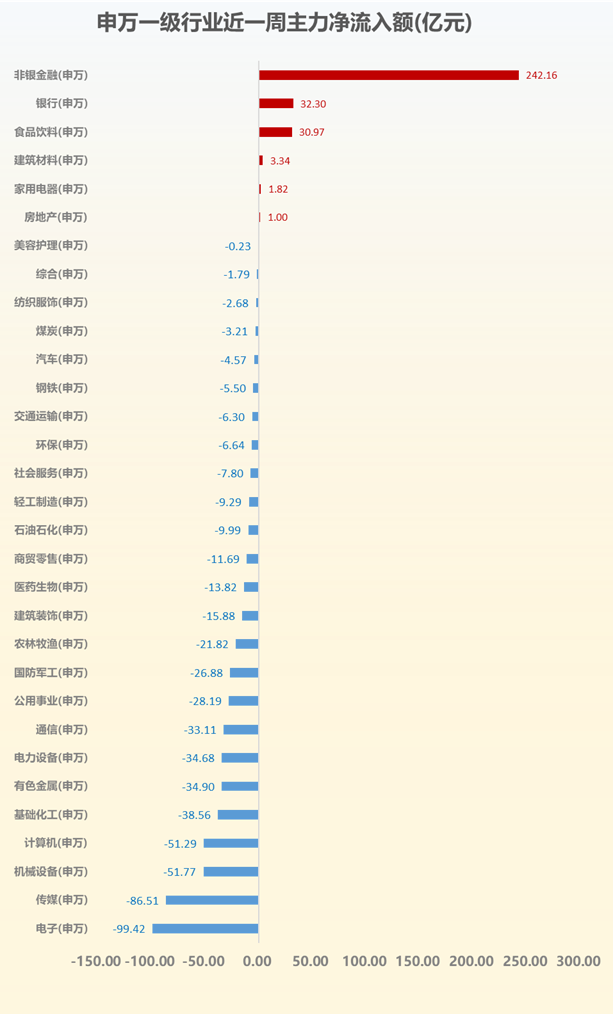 申万一级行业近一周主力净流入额(亿元)
非银金融(申万) 242.16
银行(申万) 32.30
食品饮料(申万) 30.97
建筑材料(申万) 3.34
家用电器(申万) 1.82
房地产(申万) 1.00
美容护理(申万) -0.23
综合(申万) -1.79
纺织服饰(申万) -2.68
煤炭(申万) -3.21
汽车(申万) -4.57
钢铁(申万) -5.50
交通运输(申万) -6.30
环保(申万) -6.64
社会服务(申万) -7.80
轻工制造(申万) -9.29
石油石化(申万) -9.99
商贸零售(申万) -11.69
医药生物(申万) -13.82
建筑装饰(申万) -15.88
农林牧渔(申万) -21.82
国防军工(申万) -26.88
公用事业(申万) -28.19
通信(申万) -33.11
电力设备(申万) -34.68
有色金属(申万) -34.90
基础化工(申万) -38.56
计算机(申万) -51.29
机械设备(申万) -51.77
传媒(申万) -86.51
电子(申万) -99.42
-150.00 -100.00 -50.00 0.00 50.00 100.00 150.00 200.00 250.00 300.00